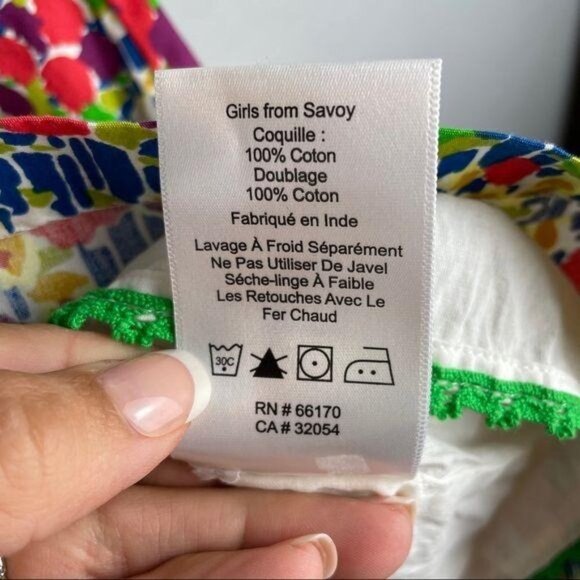 Girls from Savoy
Coquille :
100% Coton
Doublage
100% Coton
Fabriqué en Inde
Lavage À Froid Séparément
Ne Pas Utiliser De Javel
Séche-linge À Faible
Les Retouches Avec Le
Fer Chaud
30C
RN # 66170
CA # 32054